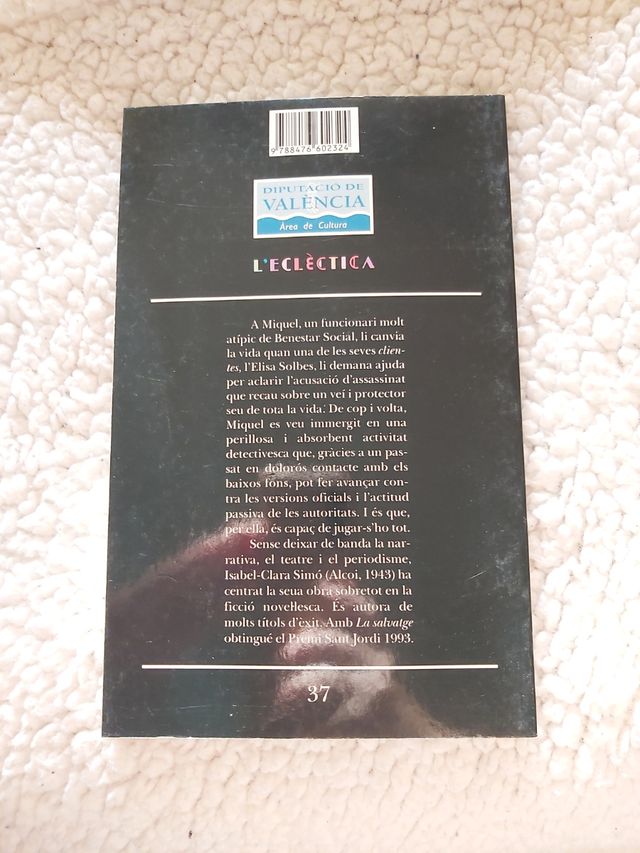 9 788476 602324
DIPUTACIÓ DE
VALÈNCIA
Àrea de Cultura
L'ECLÈCTICA
A Miquel, un funcionari molt
atípic de Benestar Social, li canvia
la vida quan una de les seves clien-
tes, l'Elisa Solbes, li demana ajuda
per aclarir l'acusació d'assassinat
que recau sobre un veí i protector
seu de tota la vida. De cop i volta,
Miquel es veu immergit en una
perillosa i absorbent activitat
detectivesca que, gràcies a un pas-
sat en dolorós contacte amb els
baixos fons, pot fer avançar con-
tra les versions oficials i l'actitud
passiva de les autoritats. I és que,
per ella, és capaç de jugar-s'ho tot.
Sense deixar de banda la nar-
rativa, el teatre i el periodisme,
Isabel-Clara Simó (Alcoi, 1943) ha
centrat la seua obra sobretot en la
ficció novel·lesca. És autora de
molts títols d'èxit. Amb La salvatge
obtingué el Premi Sant Jordi 1993.
37